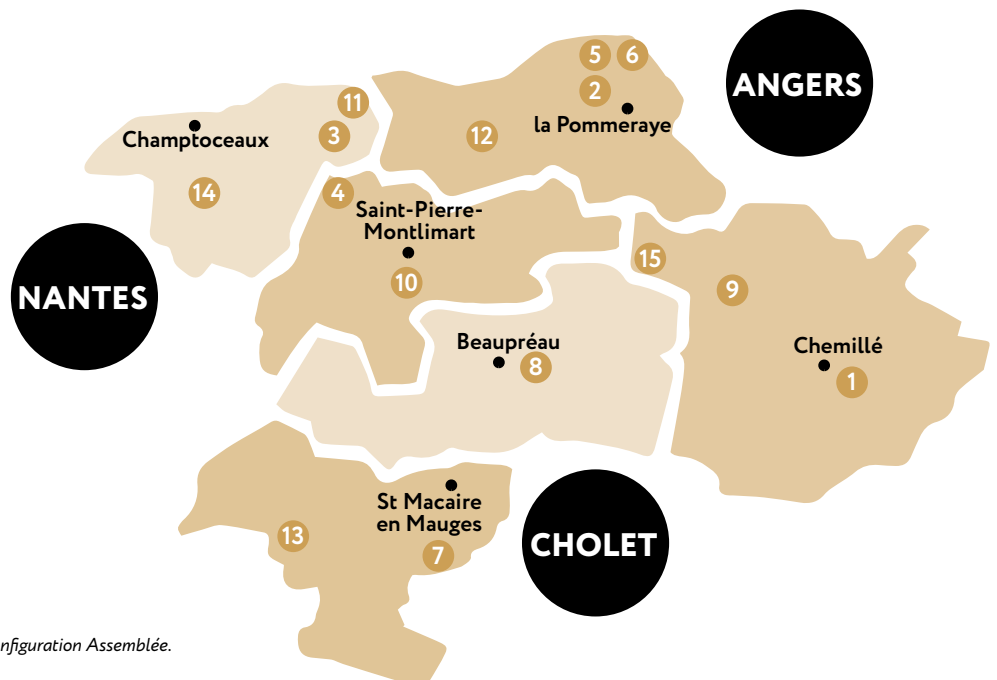 5
6
ANGERS
2
11
la Pommeraye
3
12
Champtoceaux
14
4
Saint-Pierre-
Montlimart
15
10
9
NANTES
Beaupréau
8
Chemillé
1
St Macaire
en Mauges
13
7
CHOLET
nfiguration Assemblée.